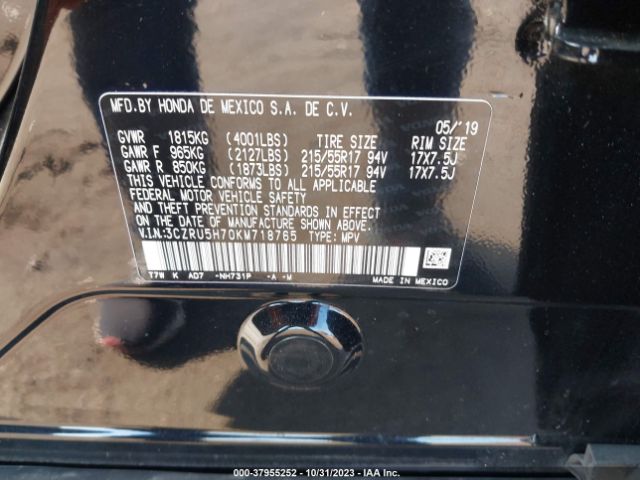 MFD.BY HONDA DE MEXICO S.A. DE C.V.
05/'19
GVWR 1815KG (4001LBS) TIRE SIZE RIM SIZE
GAWR F 965KG (2127LBS) 215/55R17 94V 17X7.5J
GAWR R 850KG (1873LBS) 215/55R17 94V 17X7.5J
THIS VEHICLE CONFORMS TO ALL APPLICABLE
FEDERAL MOTOR VEHICLE SAFETY
AND THEFT PREVENTION STANDARDS IN EFFECT
ON THE DATE OF MANUFACTURE SHOWN ABOVE.
V.I.N:3CZRU5H70KM718765 TYPE: MPV
T7W K AD7 -NH731P -A -M MADE IN MEXICO
000-37955252 | 10/31/2023 | IAA Inc.